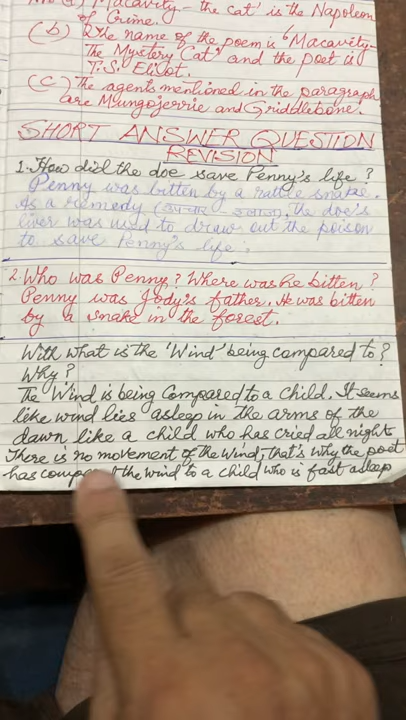 Macavity - the cat' is the Napoleon
of Crime.
(b) The name of the poem is "Macavity-
The Mystery Cat" and the poet is
T.S. Eliot.
(c) The agents mentioned in the paragraph
are Mungojerrie and Griddlebone.
SHORT ANSWER QUESTION
REVISION
1. How did the doe save Penny's life?
Penny was bitten by a rattle snake.
As a remedy (उपचार, इलाज), the doe's
liver was used to draw out the poison
to save Penny's life.
2. Who was Penny? Where was he bitten?
Penny was Jody's father. He was bitten
by a snake in the forest.
With what is the 'Wind' being compared to?
Why?
The Wind is being Compared to a child. It seems
like wind lies asleep in the arms of the
dawn like a child who has cried all night.
There is no movement of the wind, that's why the poet
has compared the wind to a child who is fast asleep